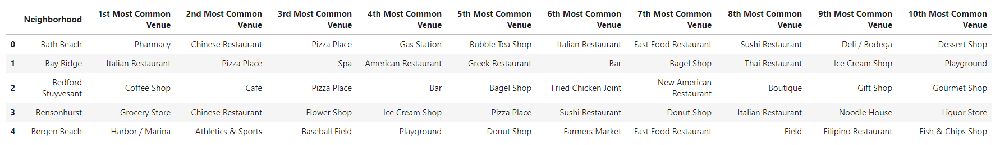 Neighborhood 1st Most Common Venue 2nd Most Common Venue 3rd Most Common Venue 4th Most Common Venue 5th Most Common Venue 6th Most Common Venue 7th Most Common Venue 8th Most Common Venue 9th Most Common Venue 10th Most Common Venue
0 Bath Beach Pharmacy Chinese Restaurant Pizza Place Gas Station Bubble Tea Shop Italian Restaurant Fast Food Restaurant Sushi Restaurant Deli / Bodega Dessert Shop
1 Bay Ridge Italian Restaurant Pizza Place Spa American Restaurant Greek Restaurant Bar Bagel Shop Thai Restaurant Ice Cream Shop Playground
2 Bedford Stuyvesant Coffee Shop Café Pizza Place Bar Bagel Shop Fried Chicken Joint New American Restaurant Boutique Gift Shop Gourmet Shop
3 Bensonhurst Grocery Store Chinese Restaurant Flower Shop Ice Cream Shop Pizza Place Sushi Restaurant Donut Shop Italian Restaurant Noodle House Liquor Store
4 Bergen Beach Harbor / Marina Athletics & Sports Baseball Field Playground Donut Shop Farmers Market Fast Food Restaurant Field Filipino Restaurant Fish & Chips Shop